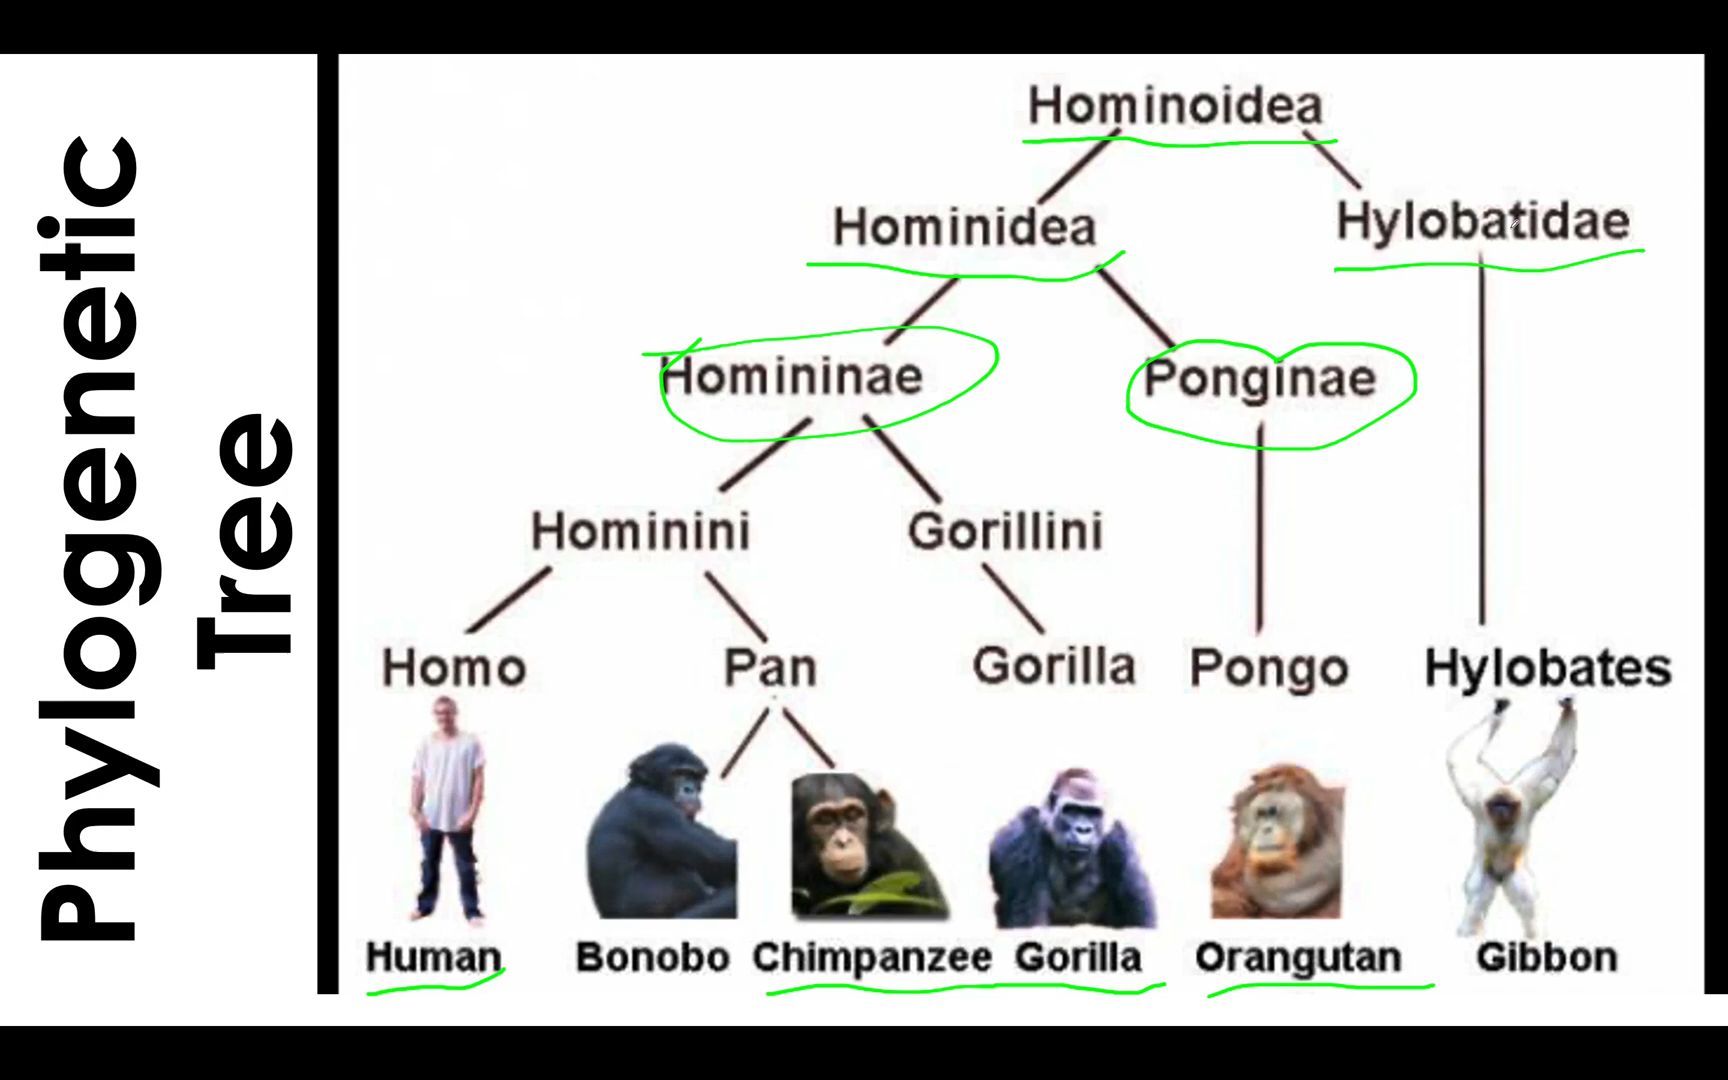 Phylogenetic
Tree
Hominoidea
Hominidea Hylobatidae
Homininae Ponginae
Hominini Gorillini
Homo Pan Gorilla Pongo Hylobates
Human Bonobo Chimpanzee Gorilla Orangutan Gibbon